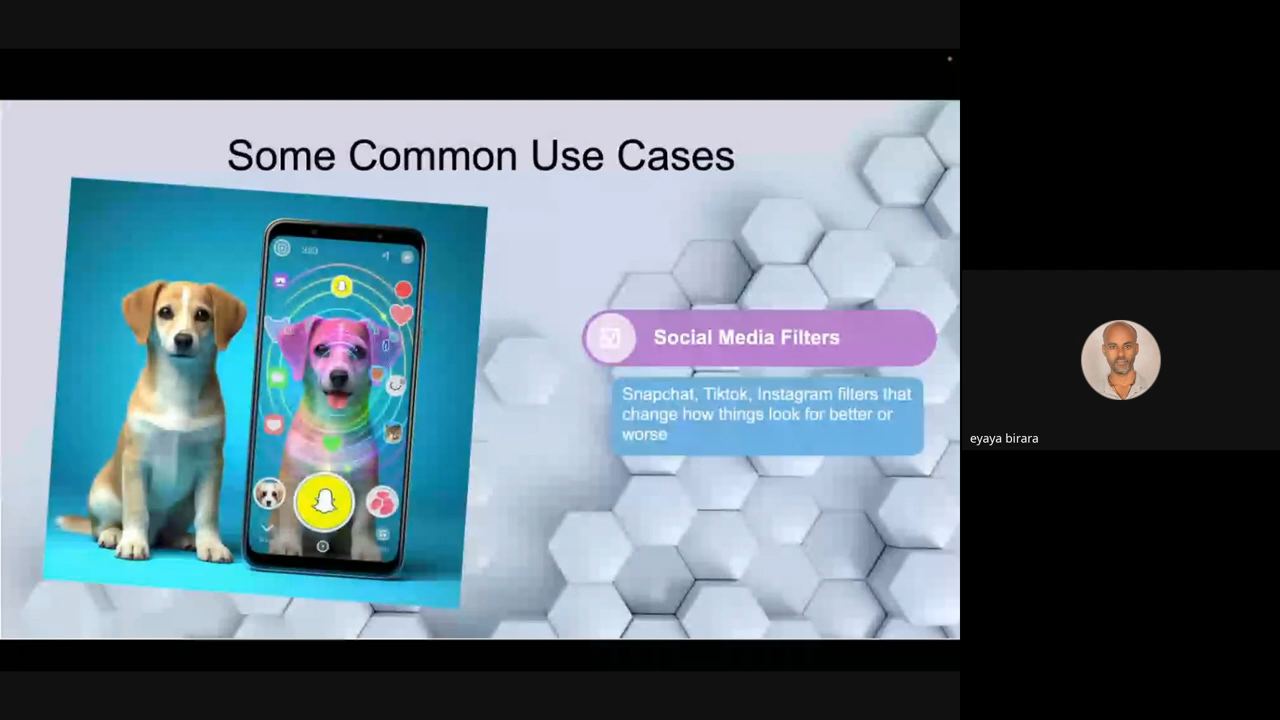 Some Common Use Cases
Social Media Filters
Snapchat, Tiktok, Instagram filters that
change how things look for better or
worse
eyaya birara